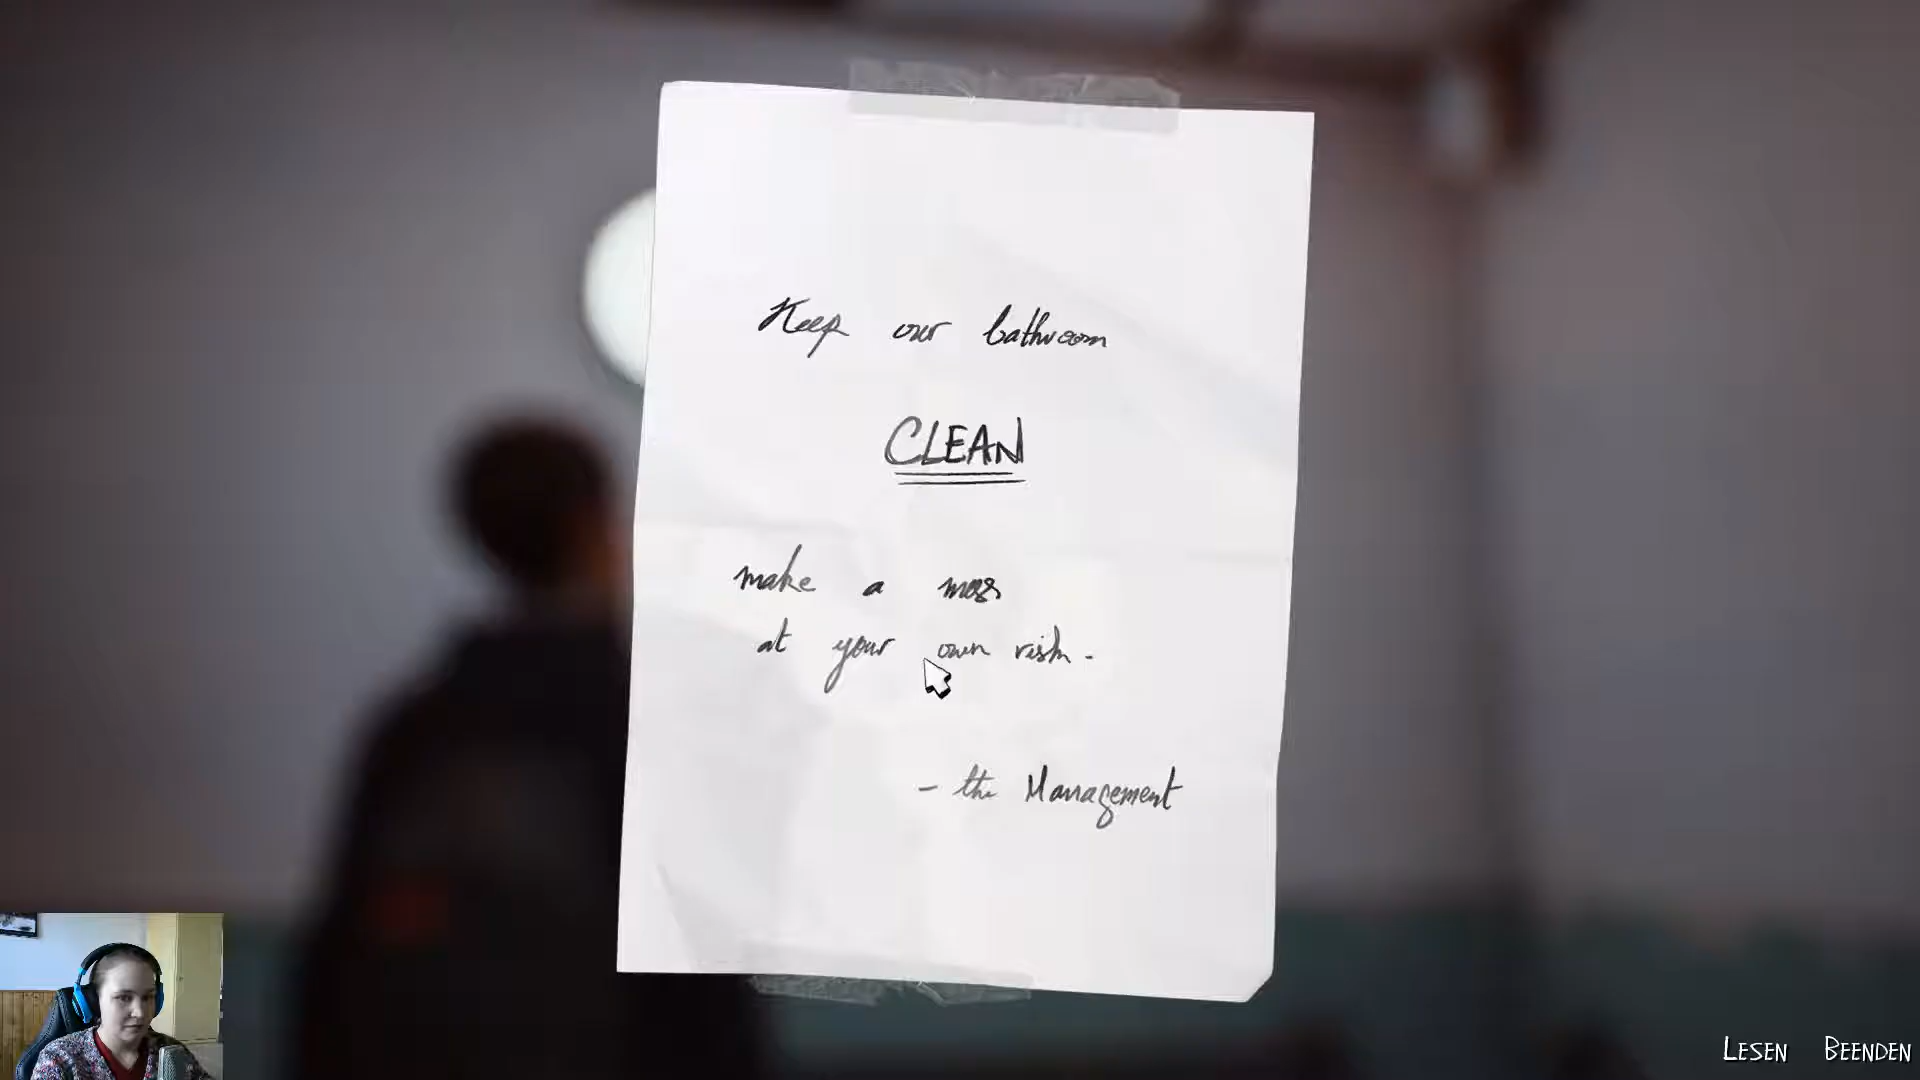 Keep our bathroom
CLEAN
make a mess
at your own risk.
- the Management
LESEN BEENDEN